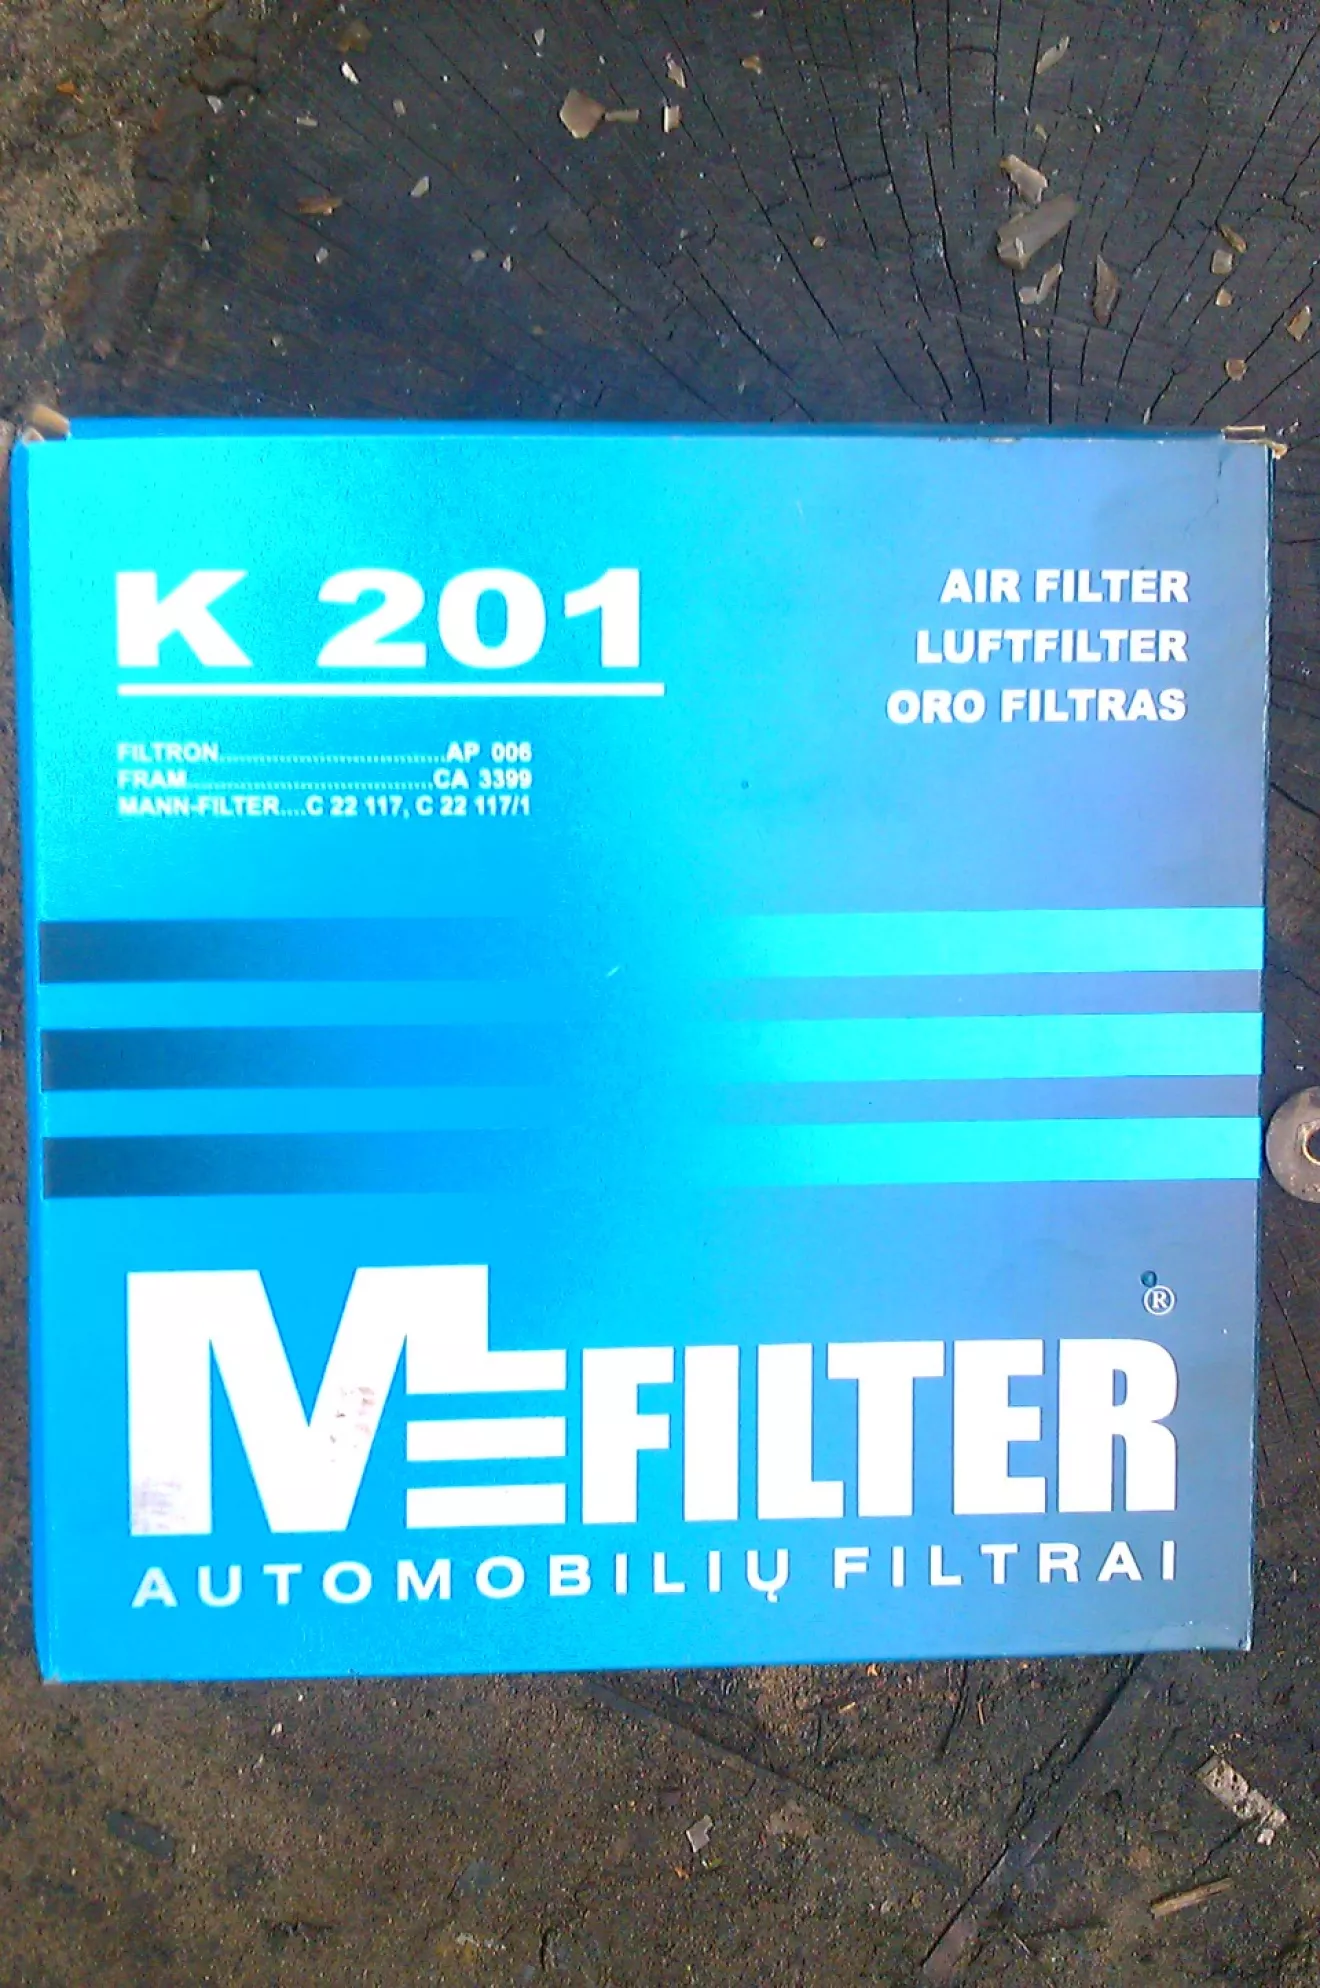 K 201
AIR FILTER
LUFTFILTER
ORO FILTRAS
FILTRON................................AP 006
FRAM...................................CA 3399
MANN-FILTER....C 22 117, C 22 117/1
MFILTER®
AUTOMOBILIŲ FILTRAI